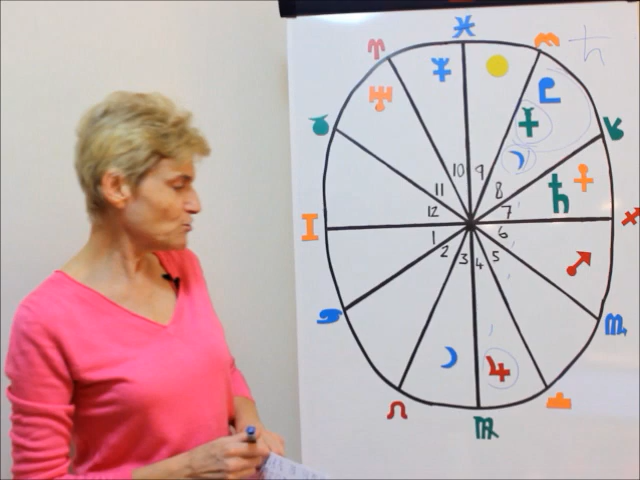 ♈ ♓ ♒ ♄
♅ ♆ ♇
♉ ☿ ♑
10 9 ☽
11 8 ♄ ♀
12 7 ♐
♊ 1 6
2 3 4 5 ♂
♋ ♏
☽ ♃
♌ ♎
♍